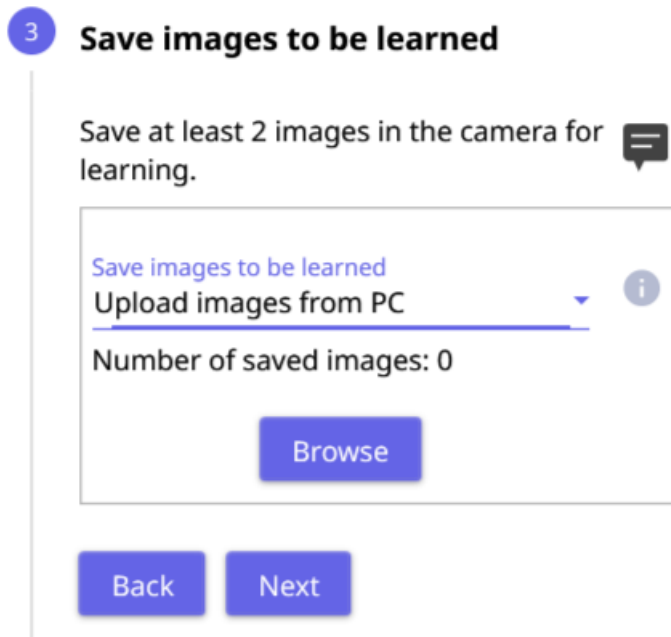 3
Save images to be learned
Save at least 2 images in the camera for
learning.
Save images to be learned
Upload images from PC
Number of saved images: 0
Browse
Back
Next